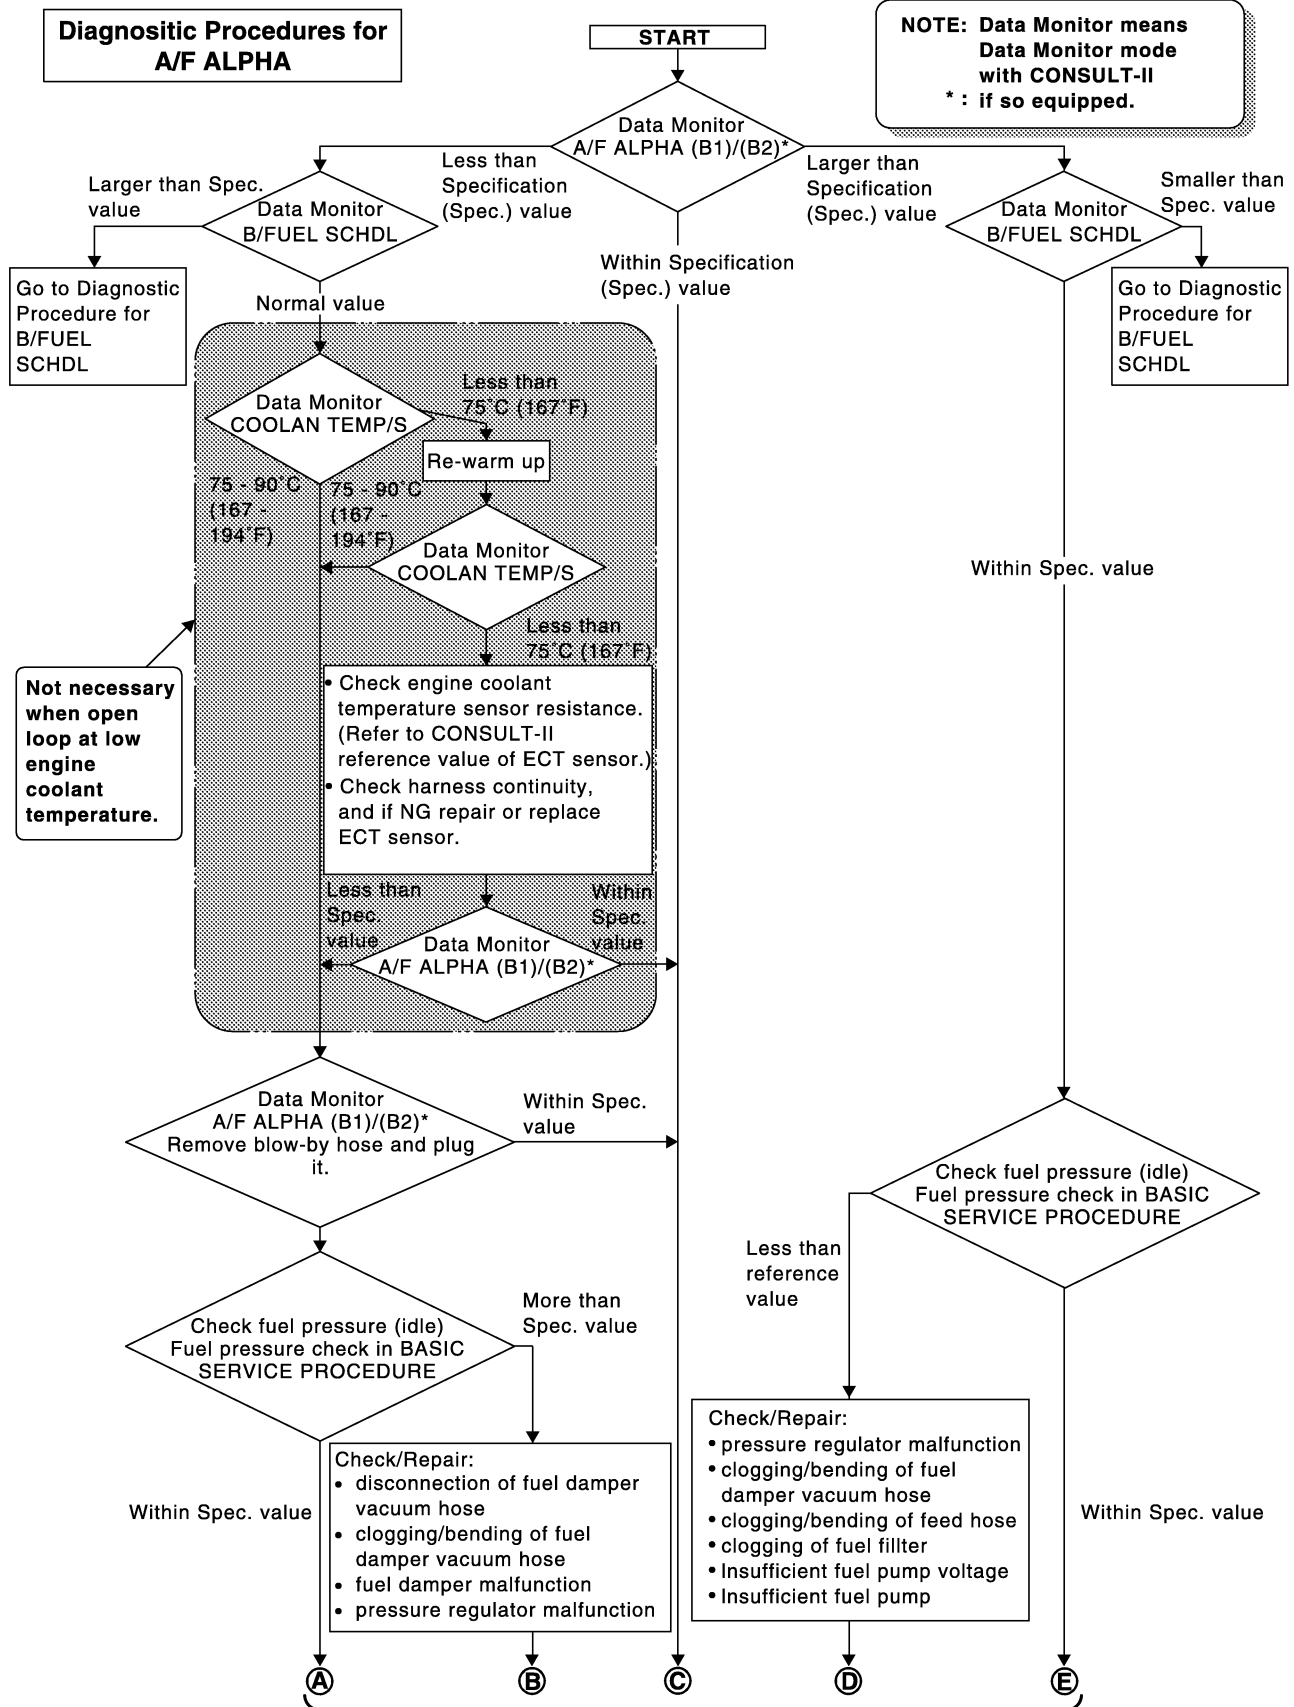 Diagnositic Procedures for
A/F ALPHA
START
NOTE: Data Monitor means
Data Monitor mode
with CONSULT-II
* : if so equipped.
Data Monitor
A/F ALPHA (B1)/(B2)*
Less than
Specification
(Spec.) value
Larger than
Specification
(Spec.) value
Within Specification
(Spec.) value
Larger than Spec.
value
Data Monitor
B/FUEL SCHDL
Smaller than
Spec. value
Data Monitor
B/FUEL SCHDL
Go to Diagnostic
Procedure for
B/FUEL
SCHDL
Normal value
Go to Diagnostic
Procedure for
B/FUEL
SCHDL
Data Monitor
COOLAN TEMP/S
Less than
75˚C (167˚F)
Re-warm up
75 - 90˚C
(167 -
194˚F)
75 - 90˚C
(167 -
194˚F)
Data Monitor
COOLAN TEMP/S
Within Spec. value
Less than
75˚C (167˚F)
Not necessary
when open
loop at low
engine
coolant
temperature.
• Check engine coolant
temperature sensor resistance.
(Refer to CONSULT-II
reference value of ECT sensor.)
• Check harness continuity,
and if NG repair or replace
ECT sensor.
Less than
Spec.
value
Within
Spec.
value
Data Monitor
A/F ALPHA (B1)/(B2)*
Data Monitor
A/F ALPHA (B1)/(B2)*
Remove blow-by hose and plug
it.
Within Spec.
value
Check fuel pressure (idle)
Fuel pressure check in BASIC
SERVICE PROCEDURE
Less than
reference
value
Check fuel pressure (idle)
Fuel pressure check in BASIC
SERVICE PROCEDURE
More than
Spec. value
Within Spec. value
Check/Repair:
• disconnection of fuel damper
vacuum hose
• clogging/bending of fuel
damper vacuum hose
• fuel damper malfunction
• pressure regulator malfunction
Check/Repair:
• pressure regulator malfunction
• clogging/bending of fuel
damper vacuum hose
• clogging/bending of feed hose
• clogging of fuel fillter
• Insufficient fuel pump voltage
• Insufficient fuel pump
Within Spec. value
A B C D E